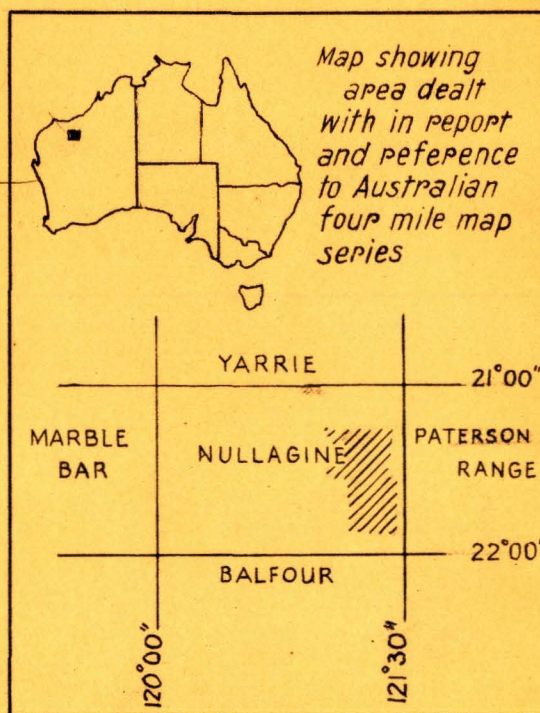 Map showing
area dealt
with in report
and reference
to Australian
four mile map
series
YARRIE
21°00"
MARBLE
BAR
NULLAGINE
PATERSON
RANGE
22°00"
BALFOUR
120°00"
121°30"